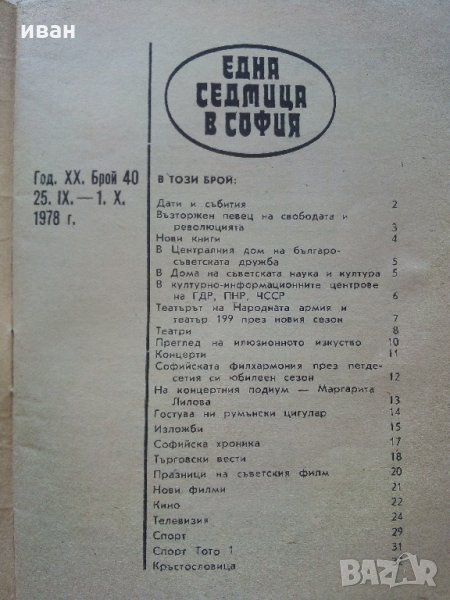 иван
ЕДНА
СЕДМИЦА
В СОФИЯ
Год. XX. Брой 40
25. IX. — 1. X.
1978 г.
В ТОЗИ БРОЙ:
Дати и събития 2
Възторжен певец на свободата и
революцията 3
Нови книги 4
В Централния дом на българо-
съветската дружба 5
В Дома на съветската наука и култура 5
В културно-информационните центрове
на ГДР, ПНР, ЧССР 6
Театърът на Народната армия и
театър 199 през новия сезон 7
Театри 8
Преглед на илюзионното изкуство 10
Концерти 11
Софийската филхармония през петде-
сетия си юбилеен сезон 12
На концертния подиум — Маргарита
Лилова 13
Гостува ни румънски цигулар 14
Изложби 15
Софийска хроника 17
Търговски вести 18
Празници на съветския филм 20
Нови филми 21
Кино 22
Телевизия 24
Спорт 29
Спорт Тото 1 31
Кръстословица
BAZAR